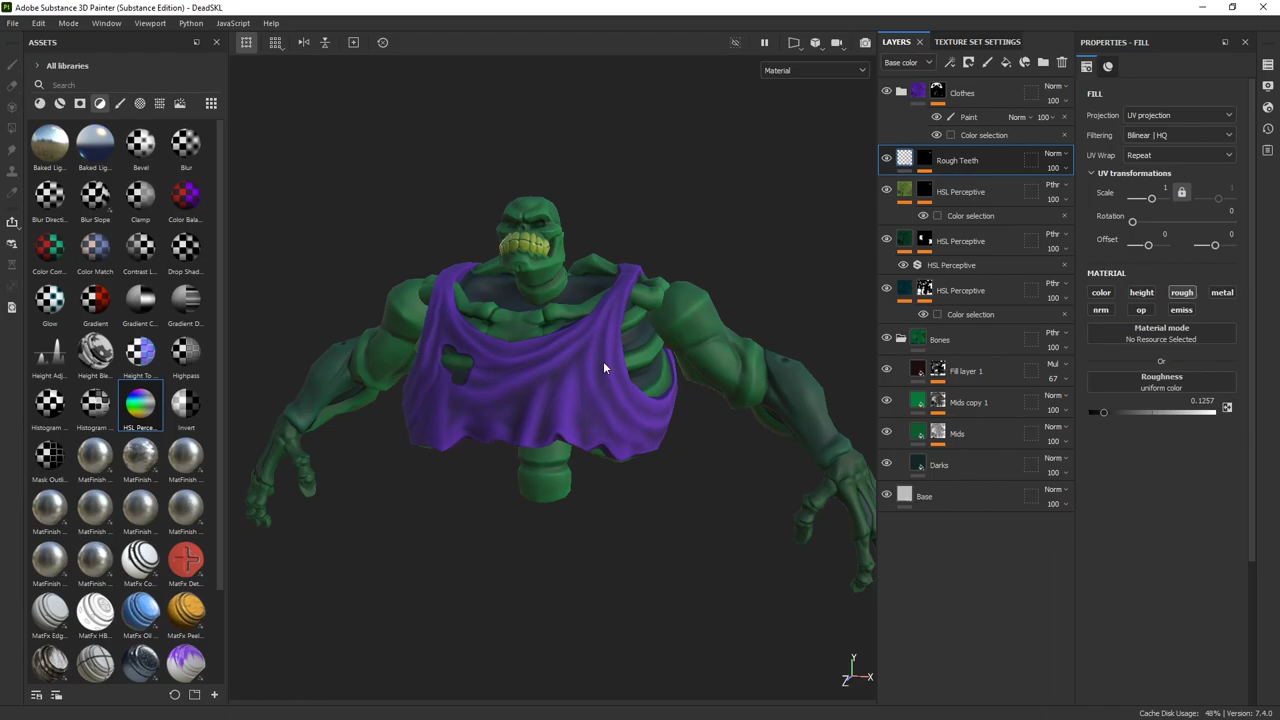 Pt Adobe Substance 3D Painter (Substance Edition) - DeadSKL
File Edit Mode Window Viewport Python JavaScript Help
ASSETS
All libraries
Search
Baked Lig... Baked Lig... Bevel Blur
Blur Directi... Blur Slope Clamp Color Bala...
Color Corr... Color Match Contrast L... Drop Shad...
Glow Gradient Gradient C... Gradient D...
Height Adj... Height Ble... Height To ... Highpass
Histogram ... Histogram ... HSL Perce... Invert
Mask Outli... MatFinish ... MatFinish ... MatFinish ...
MatFinish ... MatFinish ... MatFinish ... MatFinish ...
MatFinish ... MatFinish ... MatFx Co... MatFx Det...
MatFx Edg... MatFx HB... MatFx Oil ... MatFx Peel...
Material
Y
Z X
LAYERS TEXTURE SET SETTINGS
Base color
Clothes Norm 100
Paint Norm 100
Color selection
Rough Teeth Norm 100
HSL Perceptive Pthr 100
Color selection
HSL Perceptive Pthr 100
HSL Perceptive
HSL Perceptive Pthr 100
Color selection
Bones Pthr 100
Fill layer 1 Mul 67
Mids copy 1 Norm 100
Mids Norm 100
Darks Norm 100
Base Norm 100
PROPERTIES - FILL
FILL
Projection UV projection
Filtering Bilinear | HQ
UV Wrap Repeat
UV transformations
Scale 1 1
Rotation 0
Offset 0 0
MATERIAL
color height rough metal
nrm op emiss
Material mode
No Resource Selected
Or
Roughness
uniform color
0.1257
Cache Disk Usage: 48% | Version: 7.4.0